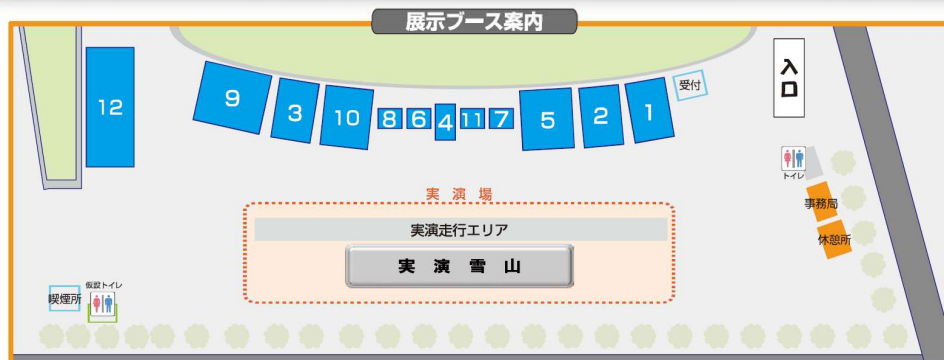 展示ブース案内
入口
受付
12
9
3
10
8
6
4
11
7
5
2
1
トイレ
事務局
休憩所
実演場
実演走行エリア
実演雪山
仮設トイレ
喫煙所